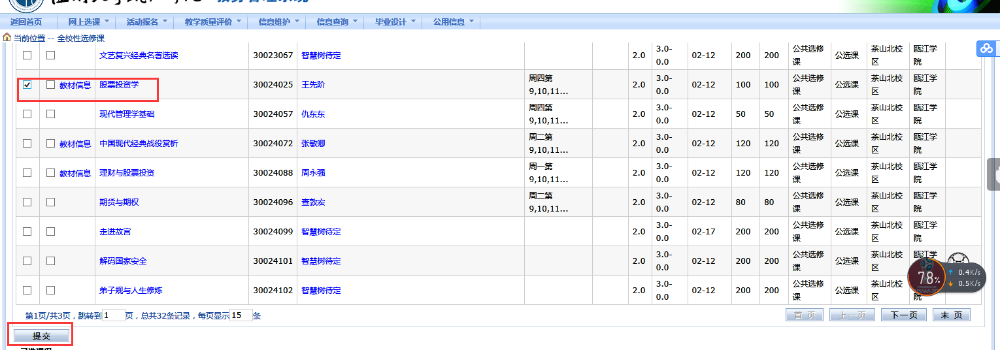 教务管理系统
返回首页 网上选课 活动报名 教学质量评价 信息维护 信息查询 毕业设计 公用信息
当前位置 -- 全校性选修课
文艺复兴经典名著选读 30023067 智慧树待定 2.0 3.0-0.0 02-12 200 200 公共选修课 公选课 茶山北校区 瓯江学院
教材信息 股票投资学 30024025 王先阶 周四第9,10,11... 2.0 3.0-0.0 02-12 100 100 公共选修课 公选课 茶山北校区 瓯江学院
现代管理学基础 30024057 仇东东 周四第9,10,11... 2.0 3.0-0.0 02-12 50 50 公共选修课 公选课 茶山北校区 瓯江学院
教材信息 中国现代经典战役赏析 30024072 张敏卿 周二第9,10,11... 2.0 3.0-0.0 02-12 120 120 公共选修课 公选课 茶山北校区 瓯江学院
教材信息 理财与股票投资 30024088 周永强 周一第9,10,11... 2.0 3.0-0.0 02-12 120 120 公共选修课 公选课 茶山北校区 瓯江学院
期货与期权 30024096 查敦宏 周二第9,10,11... 2.0 3.0-0.0 02-12 80 80 公共选修课 公选课 茶山北校区 瓯江学院
走进故宫 30024099 智慧树待定 2.0 3.0-0.0 02-17 200 200 公共选修课 公选课 茶山北校区 瓯江学院
解码国家安全 30024101 智慧树待定 2.0 3.0-0.0 02-12 200 200 公共选修课 公选课 茶山北校区 瓯江学院
弟子规与人生修炼 30024102 智慧树待定 2.0 3.0-0.0 02-12 200 200 公共选修课 公选课 茶山北校区 院
78% 0.4K/s
0.5K/s
第1页/共3页，跳转到 1 页，总共32条记录，每页显示 15 条 首 页 上一页 下一页 末 页
提交